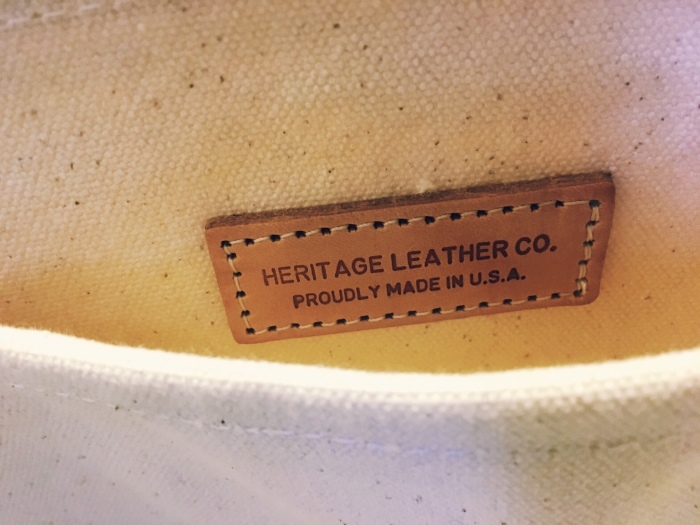 HERITAGE LEATHER CO.
PROUDLY MADE IN U.S.A.